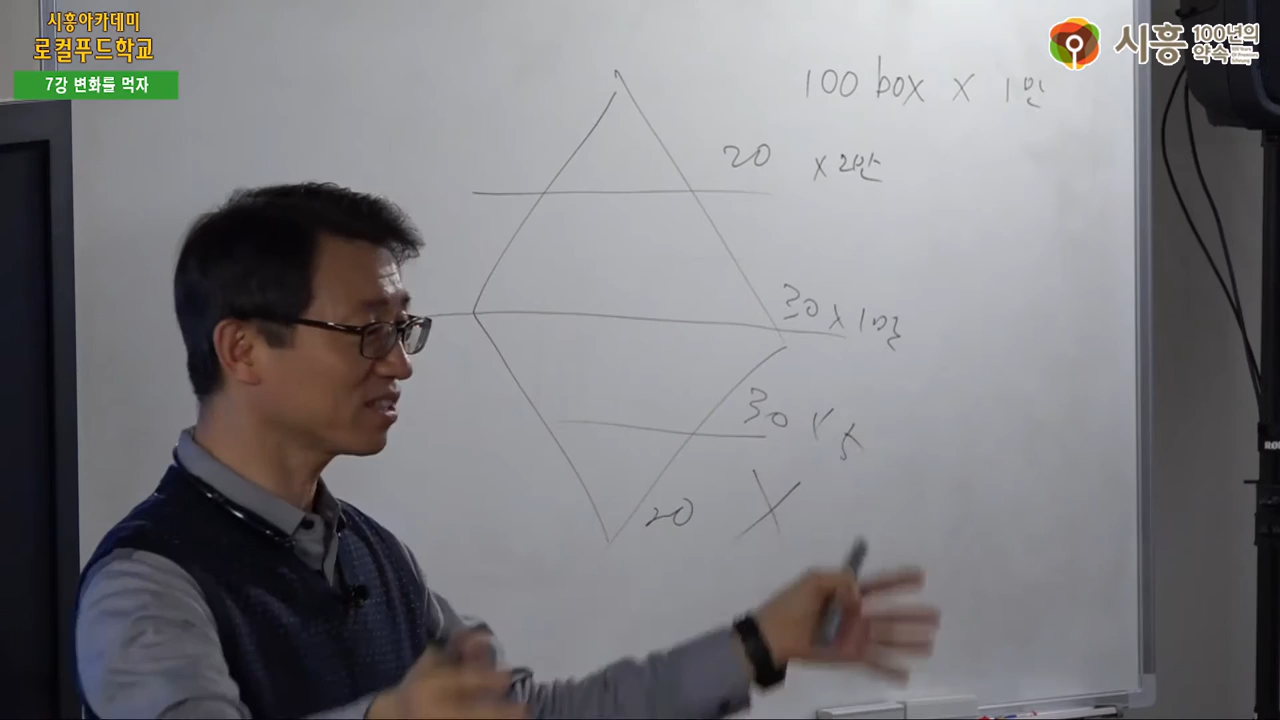 시흥아카데미
로컬푸드학교
7강 변화를 먹자
시흥 100년의 약속
100 box x 1만
20 x 2만
30 x 1만
30 x 5
20 X